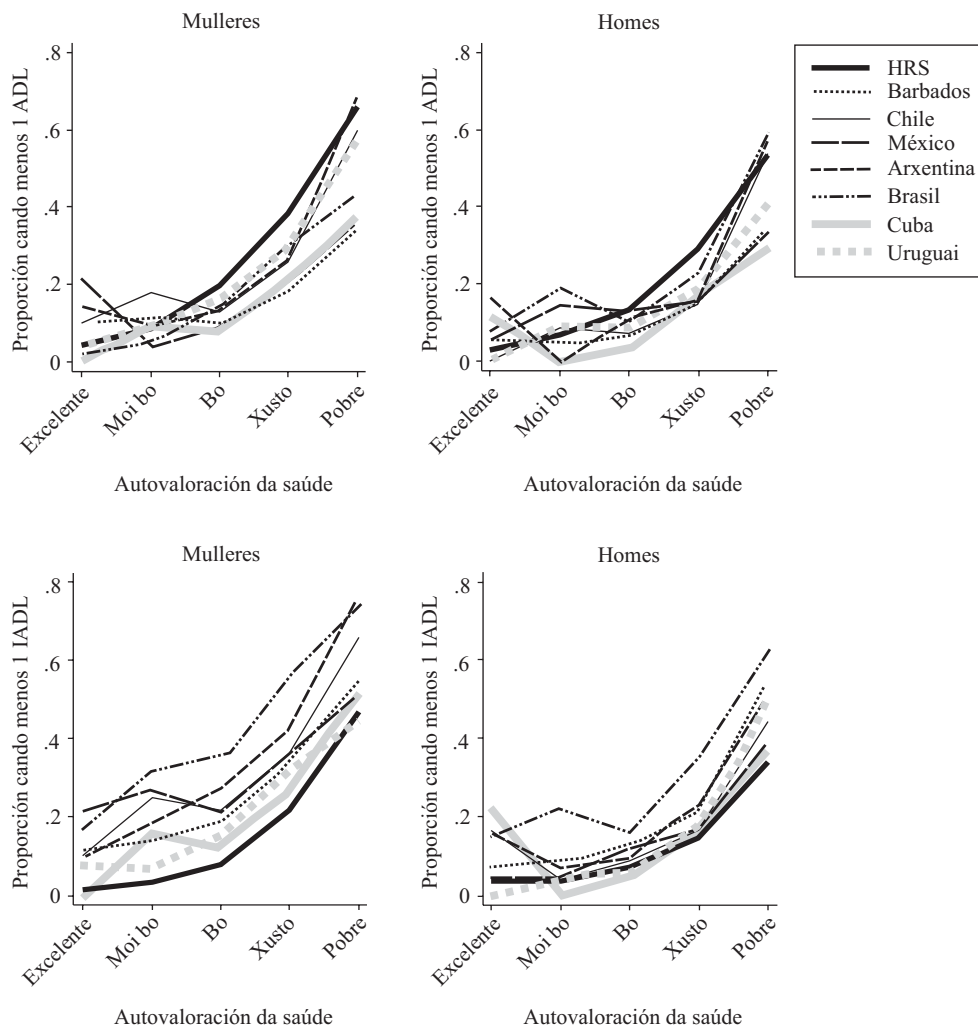 Mulleres
Proporción cando menos 1 ADL
.8
.6
.4
.2
0
Excelente
Moi bo
Bo
Xusto
Pobre
Autovaloración da saúde
Homes
Proporción cando menos 1 ADL
.8
.6
.4
.2
0
Excelente
Moi bo
Bo
Xusto
Pobre
Autovaloración da saúde
HRS
Barbados
Chile
México
Arxentina
Brasil
Cuba
Uruguai
Mulleres
Proporción cando menos 1 IADL
.8
.6
.4
.2
0
Excelente
Moi bo
Bo
Xusto
Pobre
Autovaloración da saúde
Homes
Proporción cando menos 1 IADL
.8
.6
.4
.2
0
Excelente
Moi bo
Bo
Xusto
Pobre
Autovaloración da saúde